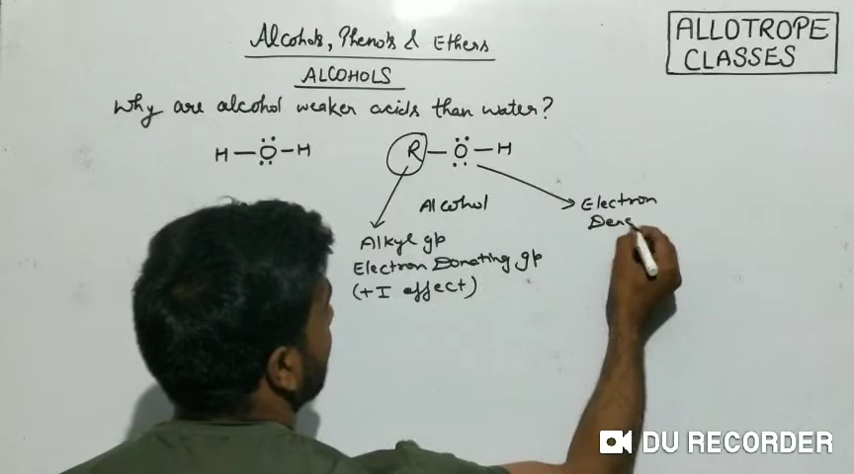 Alcohols, Phenols & Ethers
ALLOTROPE
CLASSES
ALCOHOLS
Why are alcohol weaker acids than water?
H—O—H R—O—H
Alcohol
Electron
Dens
Alkyl gp
Electron Donating gp
(+I effect)
DU RECORDER